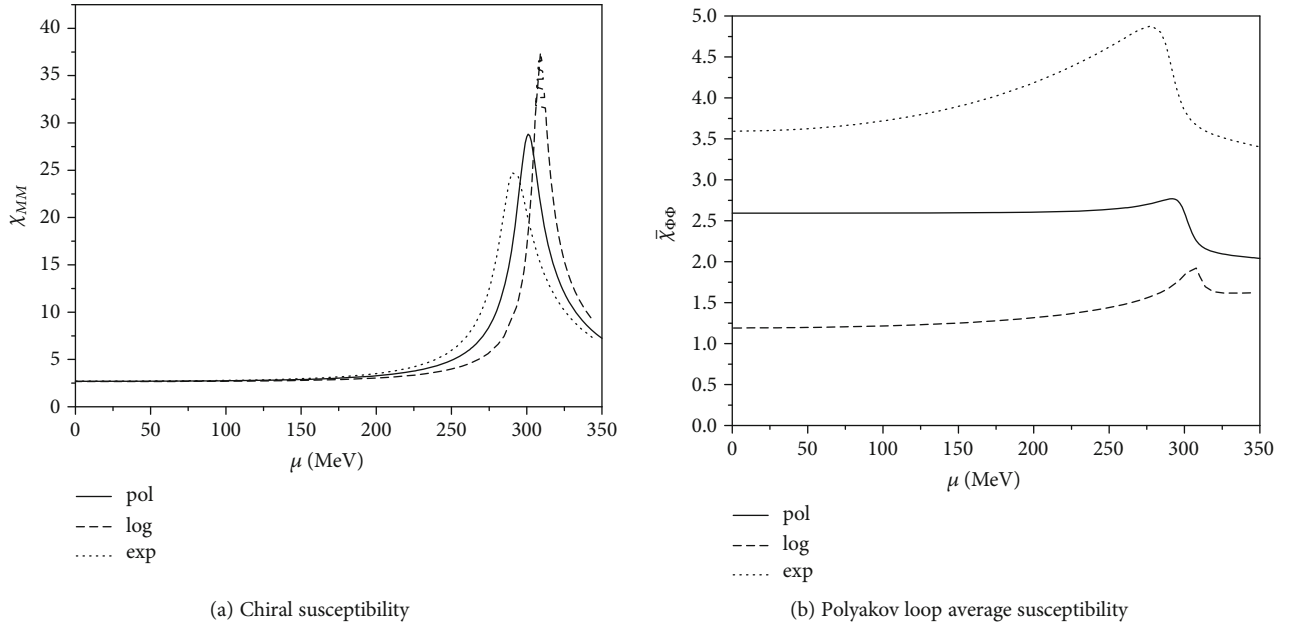 χ_MM
40
35
30
25
20
15
10
5
0
0 50 100 150 200 250 300 350
μ (MeV)
pol
log
exp
(a) Chiral susceptibility
χ̄_ΦΦ
5.0
4.5
4.0
3.5
3.0
2.5
2.0
1.5
1.0
0.5
0.0
0 50 100 150 200 250 300 350
μ (MeV)
pol
log
exp
(b) Polyakov loop average susceptibility